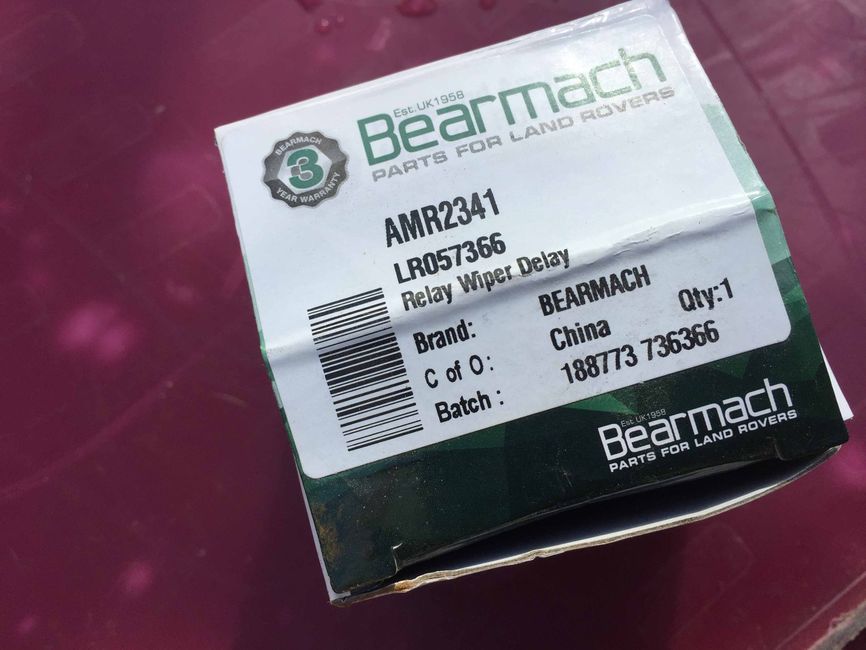 Est. UK1958
Bearmach
PARTS FOR LAND ROVERS
BEARMACH
3
YEAR WARRANTY
AMR2341
LR057366
Relay Wiper Delay
Brand: BEARMACH
C of O: China Qty:1
Batch : 188773 736366
Est. UK1958
Bearmach
PARTS FOR LAND ROVERS